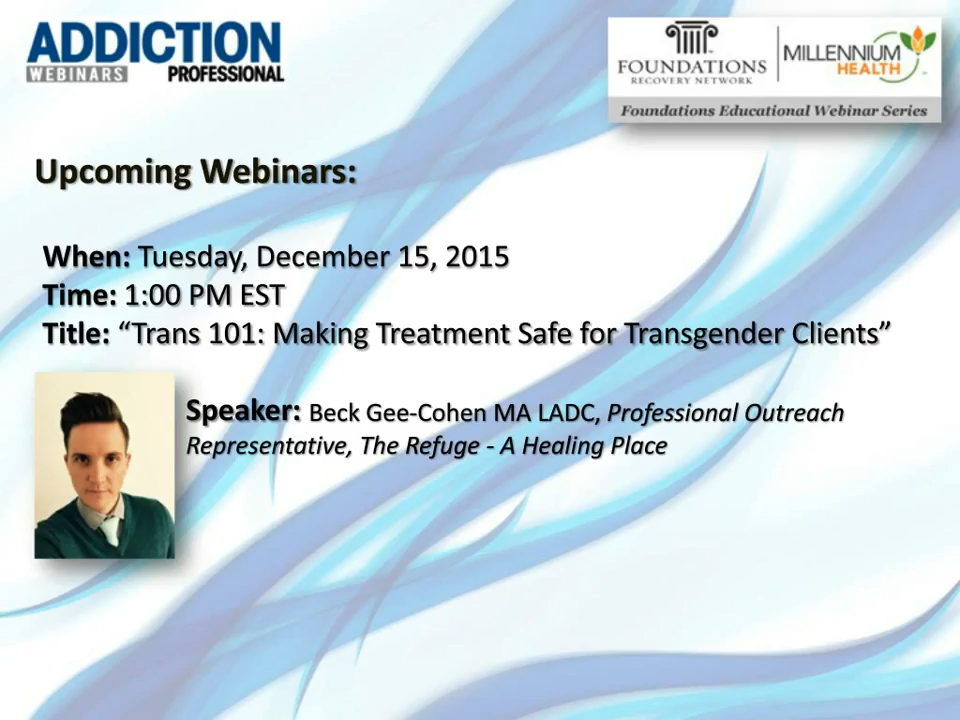 ADDICTION
WEBINARS PROFESSIONAL
FOUNDATIONS
RECOVERY NETWORK
MILLENNIUM
HEALTH
Foundations Educational Webinar Series
Upcoming Webinars:
When: Tuesday, December 15, 2015
Time: 1:00 PM EST
Title: “Trans 101: Making Treatment Safe for Transgender Clients”
Speaker: Beck Gee-Cohen MA LADC, Professional Outreach
Representative, The Refuge - A Healing Place